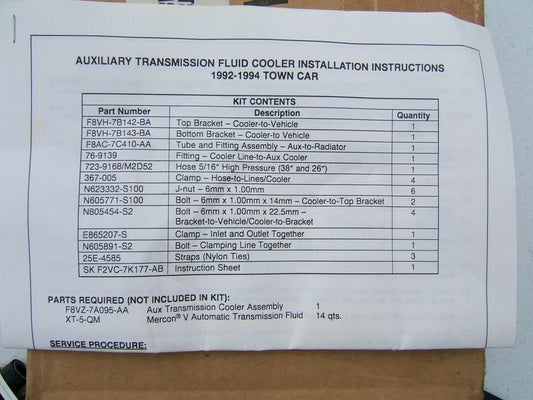 AUXILIARY TRANSMISSION FLUID COOLER INSTALLATION INSTRUCTIONS
1992-1994 TOWN CAR
KIT CONTENTS
Part Number Description Quantity
F8VH-7B142-BA Top Bracket – Cooler-to-Vehicle 1
F8VH-7B143-BA Bottom Bracket – Cooler-to Vehicle 1
F8AC-7C410-AA Tube and Fitting Assembly – Aux-to-Radiator 1
76-9139 Fitting – Cooler Line-to-Aux Cooler 1
723-9168/M2D52 Hose 5/16" High Pressure (38" and 26") 1
367-005 Clamp – Hose-to-Lines/Cooler 4
N623332-S100 J-nut – 6mm x 1.00mm 6
N605771-S100 Bolt – 6mm x 1.00mm x 14mm – Cooler-to-Top Bracket 2
N805454-S2 Bolt – 6mm x 1.00mm x 22.5mm – 4
Bracket-to-Vehicle/Cooler-to-Bracket
E865207-S Clamp – Inlet and Outlet Together 1
N605891-S2 Bolt – Clamping Line Together 1
25E-4585 Straps (Nylon Ties) 3
SK F2VC-7K177-AB Instruction Sheet 1
PARTS REQUIRED (NOT INCLUDED IN KIT):
F8VZ-7A095-AA Aux Transmission Cooler Assembly 1
XT-5-QM Mercon® V Automatic Transmission Fluid 14 qts.
SERVICE PROCEDURE: